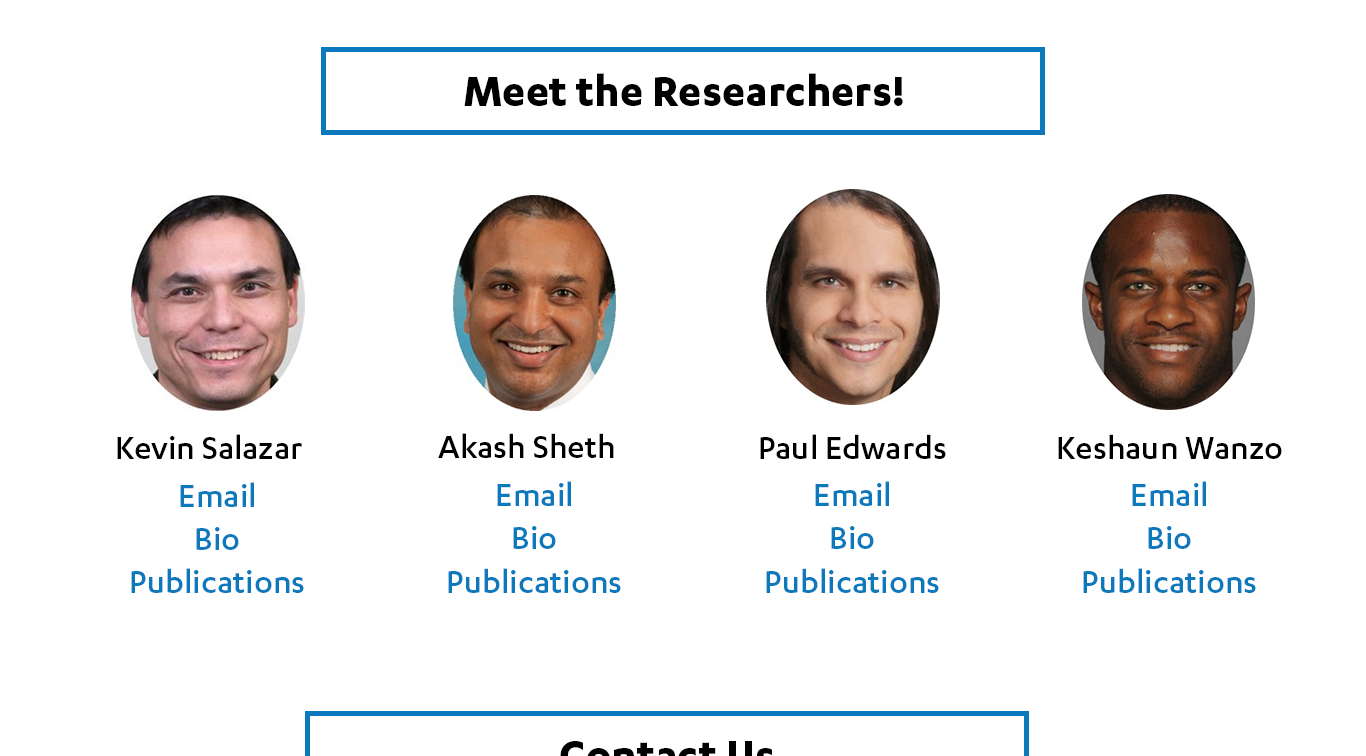 Meet the Researchers!
Kevin Salazar
Email
Bio
Publications
Akash Sheth
Email
Bio
Publications
Paul Edwards
Email
Bio
Publications
Keshaun Wanzo
Email
Bio
Publications
Contact Us